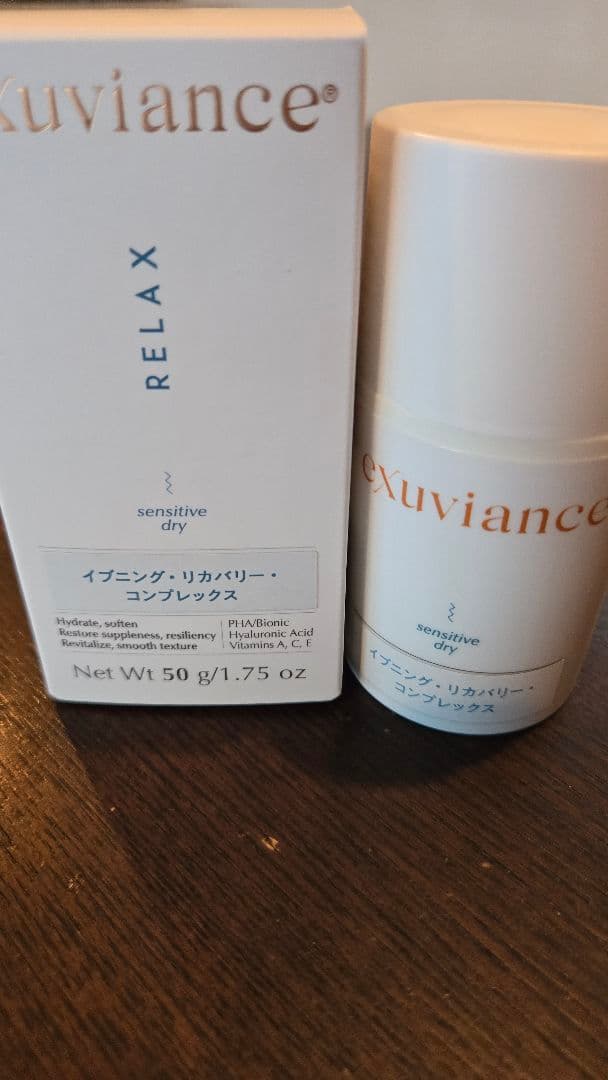 exuviance®
RELAX
sensitive
dry
イブニング・リカバリー・
コンプレックス
Hydrate, soften
Restore suppleness, resiliency
Revitalize, smooth texture
PHA/Bionic
Hyaluronic Acid
Vitamins A, C, E
Net Wt 50 g/1.75 oz
exuviance
sensitive
dry
イブニング・リカバリー・
コンプレックス